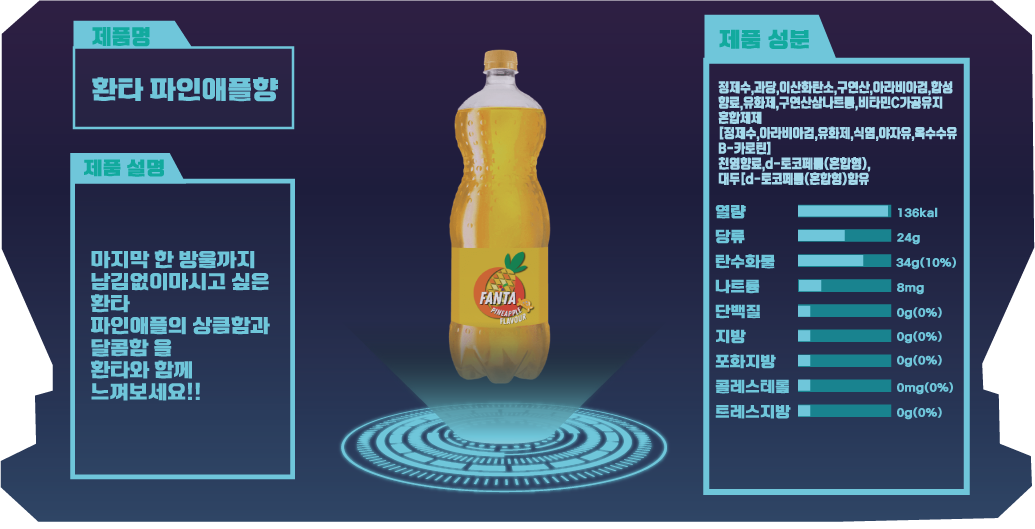 제품명
환타 파인애플향
제품 설명
마지막 한 방울까지
남김없이마시고 싶은
환타
파인애플의 상큼함과
달콤함 을
환타와 함께
느껴보세요!!
FANTA
PINEAPPLE
FLAVOUR
제품 성분
정제수,과당,이산화탄소,구연산,아라비아검,합성
향료,유화제,구연산삼나트륨,비타민C가공유지
혼합제제
[정제수,아라비아검,유화제,식염,야자유,옥수수유
B-카로틴]
천영향료,d-토코페롤(혼합형),
대두[d-토코페롤(혼합형)함유
열량 136kal
당류 24g
탄수화물 34g(10%)
나트륨 8mg
단백질 0g(0%)
지방 0g(0%)
포화지방 0g(0%)
콜레스테롤 0mg(0%)
트레스지방 0g(0%)